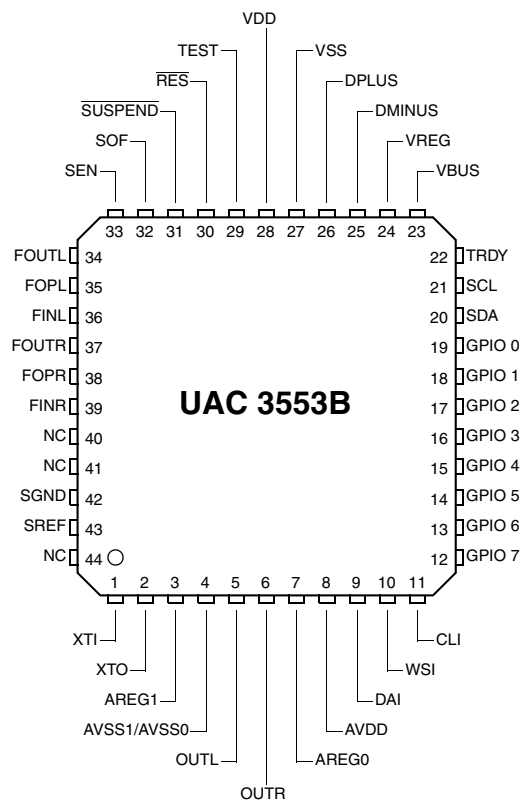 VDD
TEST
VSS
RES
DPLUS
SUSPEND
DMINUS
SOF
VREG
SEN
VBUS
33 32 31 30 29 28 27 26 25 24 23
FOUTL 34 22 TRDY
FOPL 35 21 SCL
FINL 36 20 SDA
FOUTR 37 19 GPIO 0
FOPR 38 18 GPIO 1
UAC 3553B
FINR 39 17 GPIO 2
NC 40 16 GPIO 3
NC 41 15 GPIO 4
SGND 42 14 GPIO 5
SREF 43 13 GPIO 6
NC 44 12 GPIO 7
1 2 3 4 5 6 7 8 9 10 11
XTI
CLI
XTO
WSI
AREG1
DAI
AVSS1/AVSS0
AVDD
OUTL
AREG0
OUTR